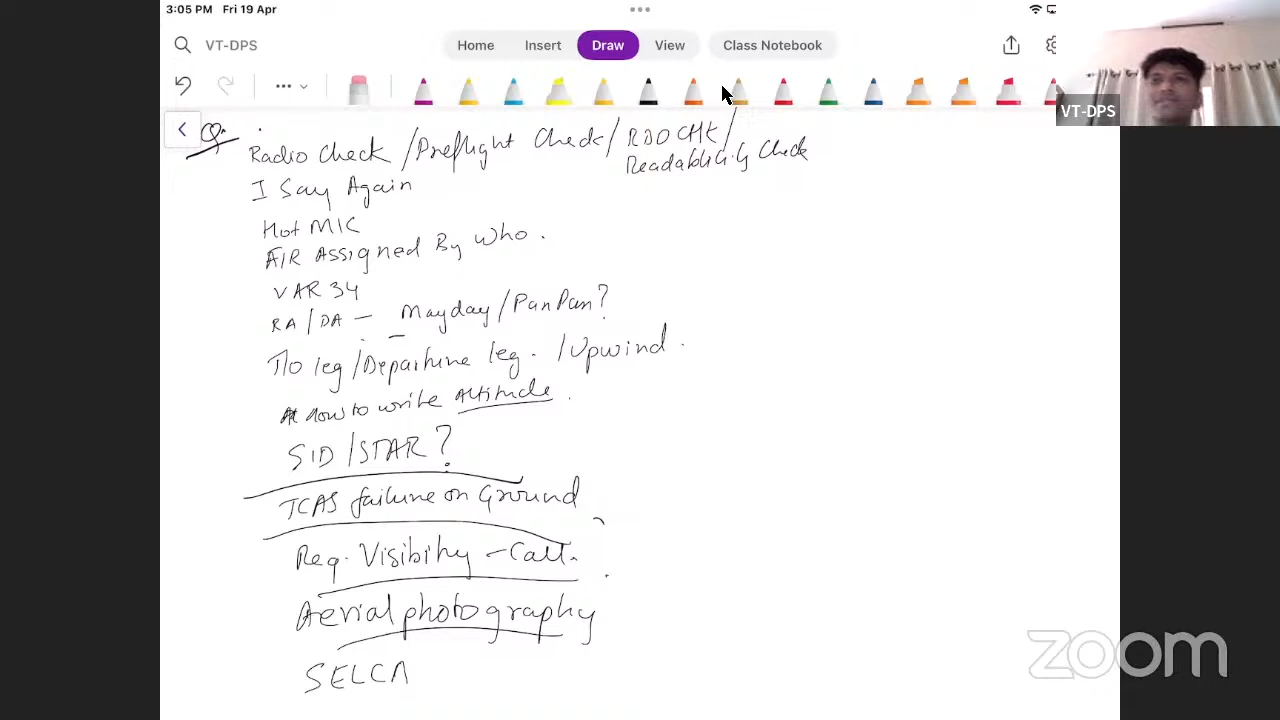 3:05 PM Fri 19 Apr
VT-DPS
Home Insert Draw View Class Notebook
VT-DPS
Q.
Radio Check / Preflight Check / RDO CHK /
Readability Check
I Say Again
Hot MIC
FIR Assigned By Who.
VAR 34
RA/DA - Mayday/PanPan?
T/O leg/Departure leg. /Upwind.
How to write Altitude.
SID/STAR?
TCAS failure on Ground
Req. Visibility - Call.
Aerial photography
SELCA
zoom